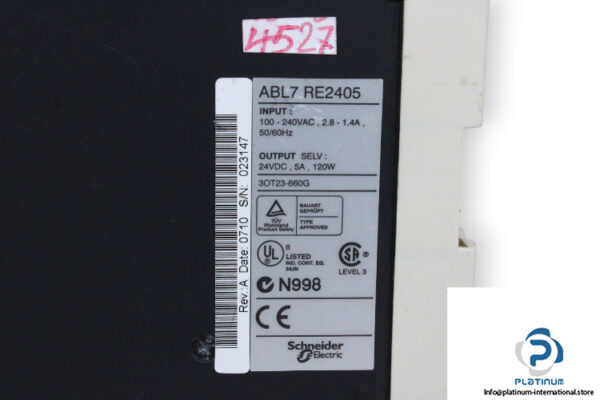 4527
ABL7 RE2405
INPUT :
100 - 240VAC , 2.8 - 1.4A ,
50/60Hz
OUTPUT SELV :
24VDC , 5A , 120W
3OT23-660G
TÜV
Rheinland
Product Safety
BAUART
GEPRÜFT
TYPE
APPROVED
UL
B
LISTED
IND. CONT. EQ.
34JN
SA
LEVEL 3
N998
CE
Schneider
Electric
Rev.:A Date: 0710 S/N: 023147
PLATINUM
Info@platinum-international.store